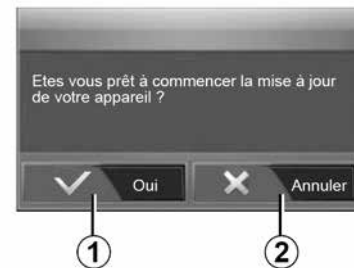 Etes vous prêt à commencer la mise à jour
de votre appareil ?
Oui
Annuler
1
2